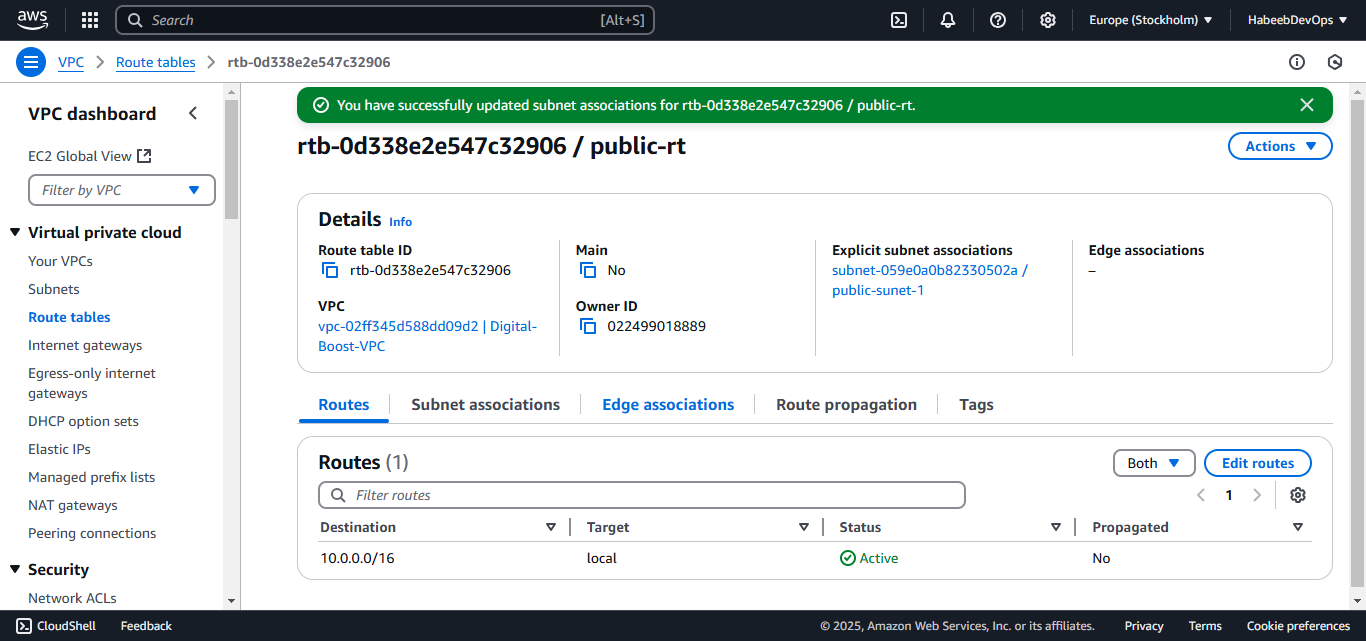 aws
Search
[Alt+S]
Europe (Stockholm)
HabeebDevOps
VPC
Route tables
rtb-0d338e2e547c32906
VPC dashboard
EC2 Global View
Filter by VPC
Virtual private cloud
Your VPCs
Subnets
Route tables
Internet gateways
Egress-only internet
gateways
DHCP option sets
Elastic IPs
Managed prefix lists
NAT gateways
Peering connections
Security
Network ACLs
You have successfully updated subnet associations for rtb-0d338e2e547c32906 / public-rt.
rtb-0d338e2e547c32906 / public-rt
Actions
Details Info
Route table ID
rtb-0d338e2e547c32906
VPC
vpc-02ff345d588dd09d2 | Digital-
Boost-VPC
Main
No
Owner ID
022499018889
Explicit subnet associations
subnet-059e0a0b82330502a /
public-sunet-1
Edge associations
–
Routes
Subnet associations
Edge associations
Route propagation
Tags
Routes (1)
Both
Edit routes
Filter routes
1
Destination
Target
Status
Propagated
10.0.0.0/16
local
Active
No
CloudShell
Feedback
© 2025, Amazon Web Services, Inc. or its affiliates.
Privacy
Terms
Cookie preferences